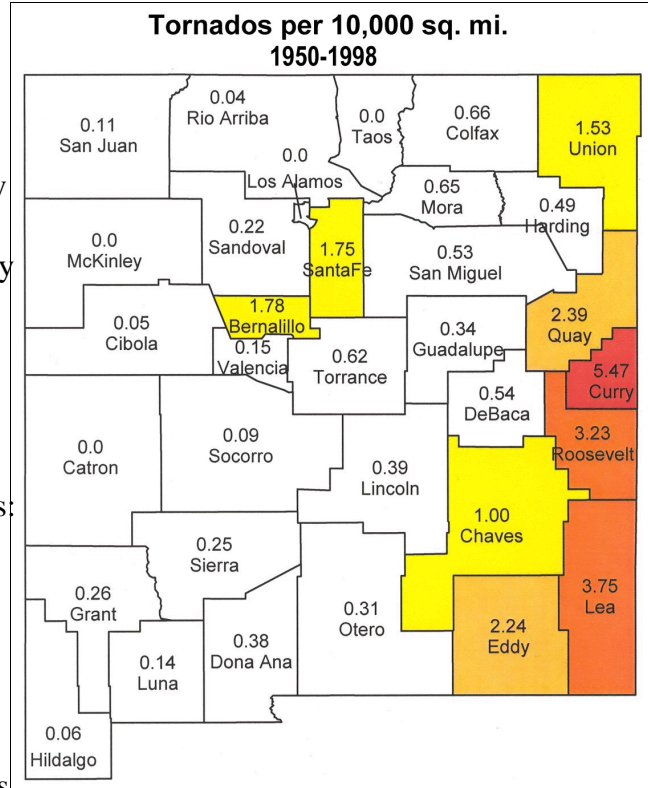 Tornados per 10,000 sq. mi.
1950-1998
0.11
San Juan
0.04
Rio Arriba
0.0
Taos
0.66
Colfax
1.53
Union
0.0
Los Alamos
0.65
Mora
0.49
Harding
0.0
McKinley
0.22
Sandoval
1.75
SantaFe
0.53
San Miguel
0.05
Cibola
1.78
Bernalillo
0.15
Valencia
0.62
Torrance
0.34
Guadalupe
2.39
Quay
5.47
Curry
0.54
DeBaca
3.23
Roosevelt
0.0
Catron
0.09
Socorro
0.39
Lincoln
1.00
Chaves
0.25
Sierra
0.26
Grant
0.14
Luna
0.38
Dona Ana
0.31
Otero
2.24
Eddy
3.75
Lea
0.06
Hildalgo